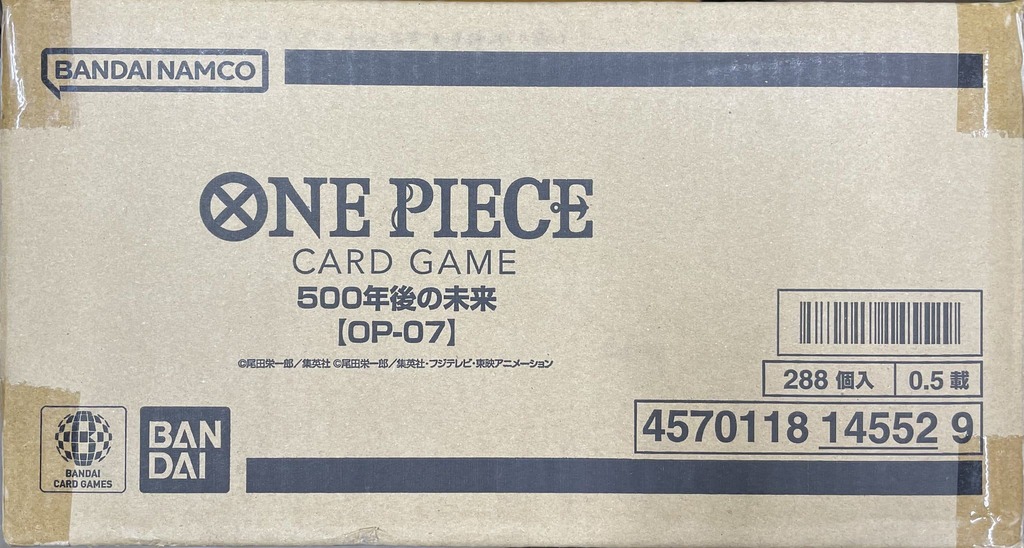 BANDAI NAMCO
ONE PIECE
CARD GAME
500年後の未来
【OP-07】
©尾田栄一郎/集英社 ©尾田栄一郎/集英社・フジテレビ・東映アニメーション
288 個入
0.5 載
4570118 14552 9
BANDAI
CARD GAMES
BAN
DAI